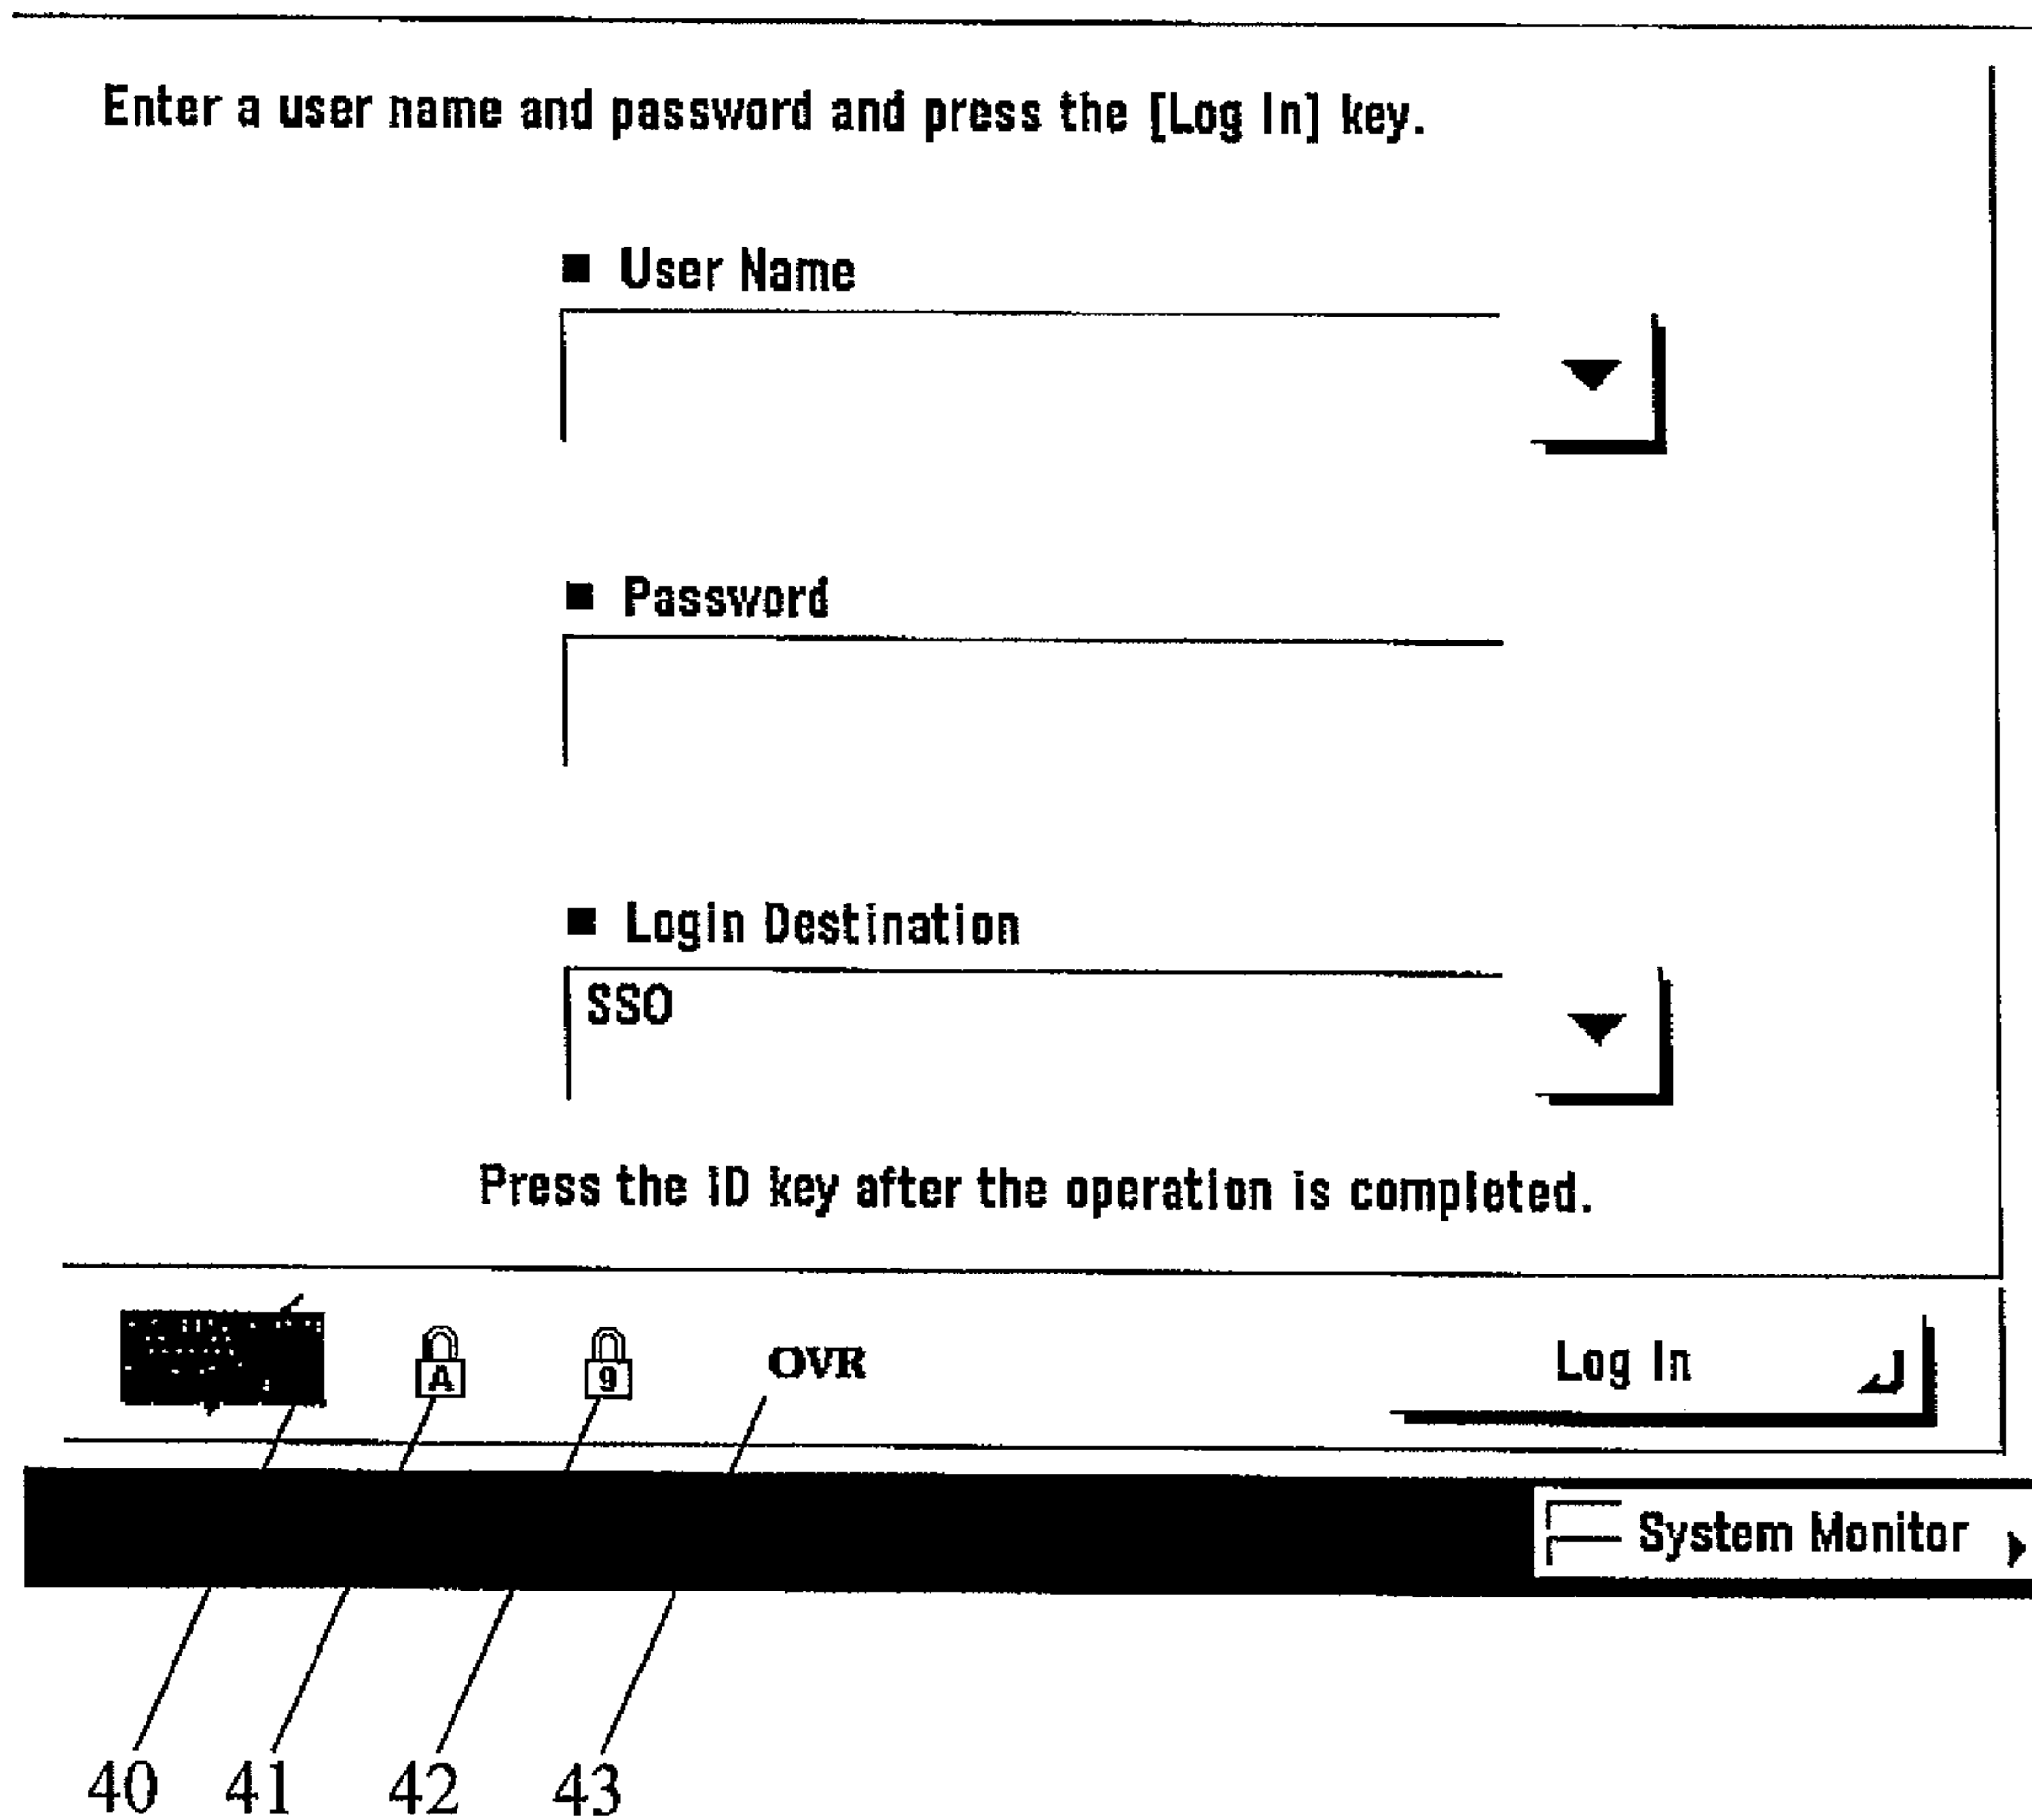 Enter a user name and password and press the [Log In] key.
■ User Name
■ Password
■ Login Destination
SSO
Press the ID key after the operation is completed.
A 9 OVR Log In
System Monitor
40 41 42 43